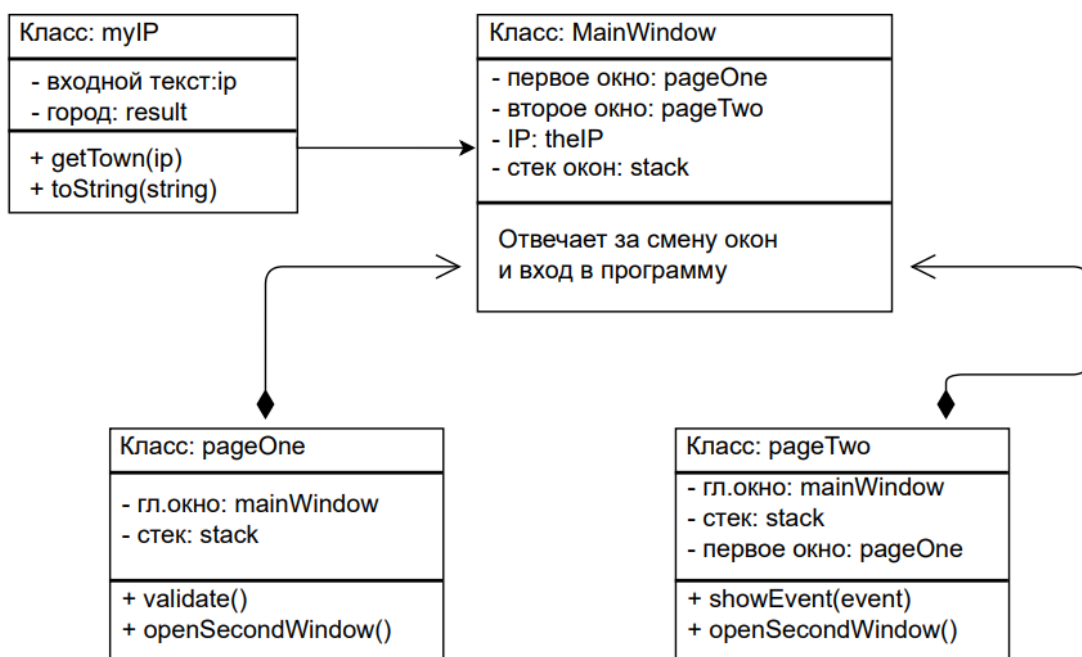 Класс: myIP
- входной текст:ip
- город: result
+ getTown(ip)
+ toString(string)
Класс: MainWindow
- первое окно: pageOne
- второе окно: pageTwo
- IP: theIP
- стек окон: stack
Отвечает за смену окон
и вход в программу
Класс: pageOne
- гл.окно: mainWindow
- стек: stack
+ validate()
+ openSecondWindow()
Класс: pageTwo
- гл.окно: mainWindow
- стек: stack
- первое окно: pageOne
+ showEvent(event)
+ openSecondWindow()